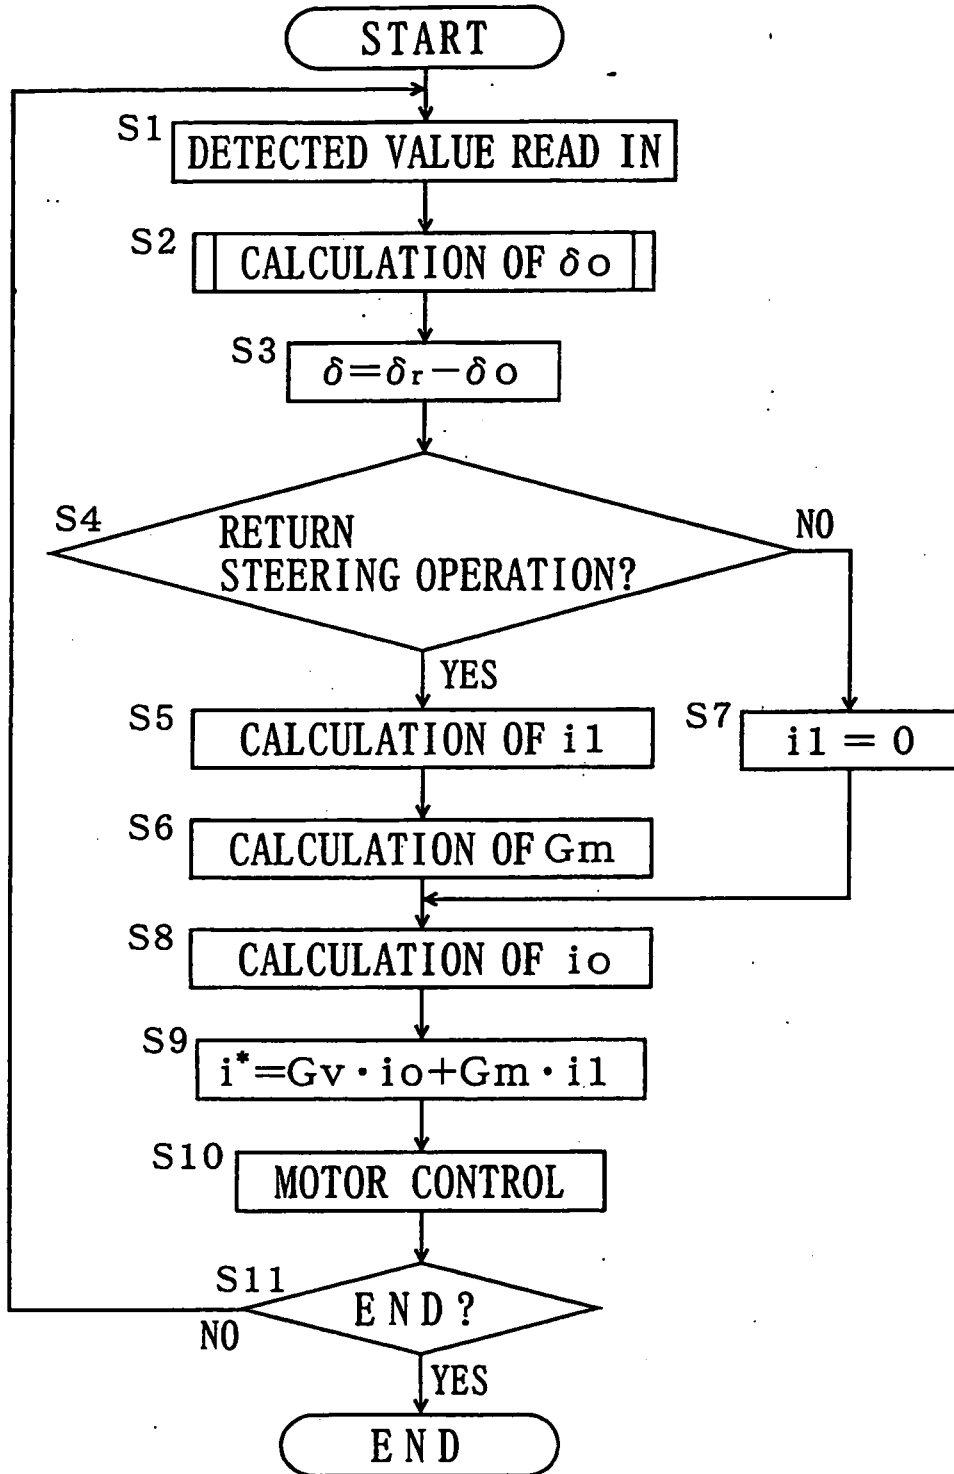 START
S1
DETECTED VALUE READ IN
S2
CALCULATION OF δo
S3
δ=δr−δo
S4
RETURN
STEERING OPERATION?
NO
YES
S5
CALCULATION OF i1
S7
i1 = 0
S6
CALCULATION OF Gm
S8
CALCULATION OF io
S9
i*=Gv·io+Gm·i1
S10
MOTOR CONTROL
S11
END?
NO
YES
END